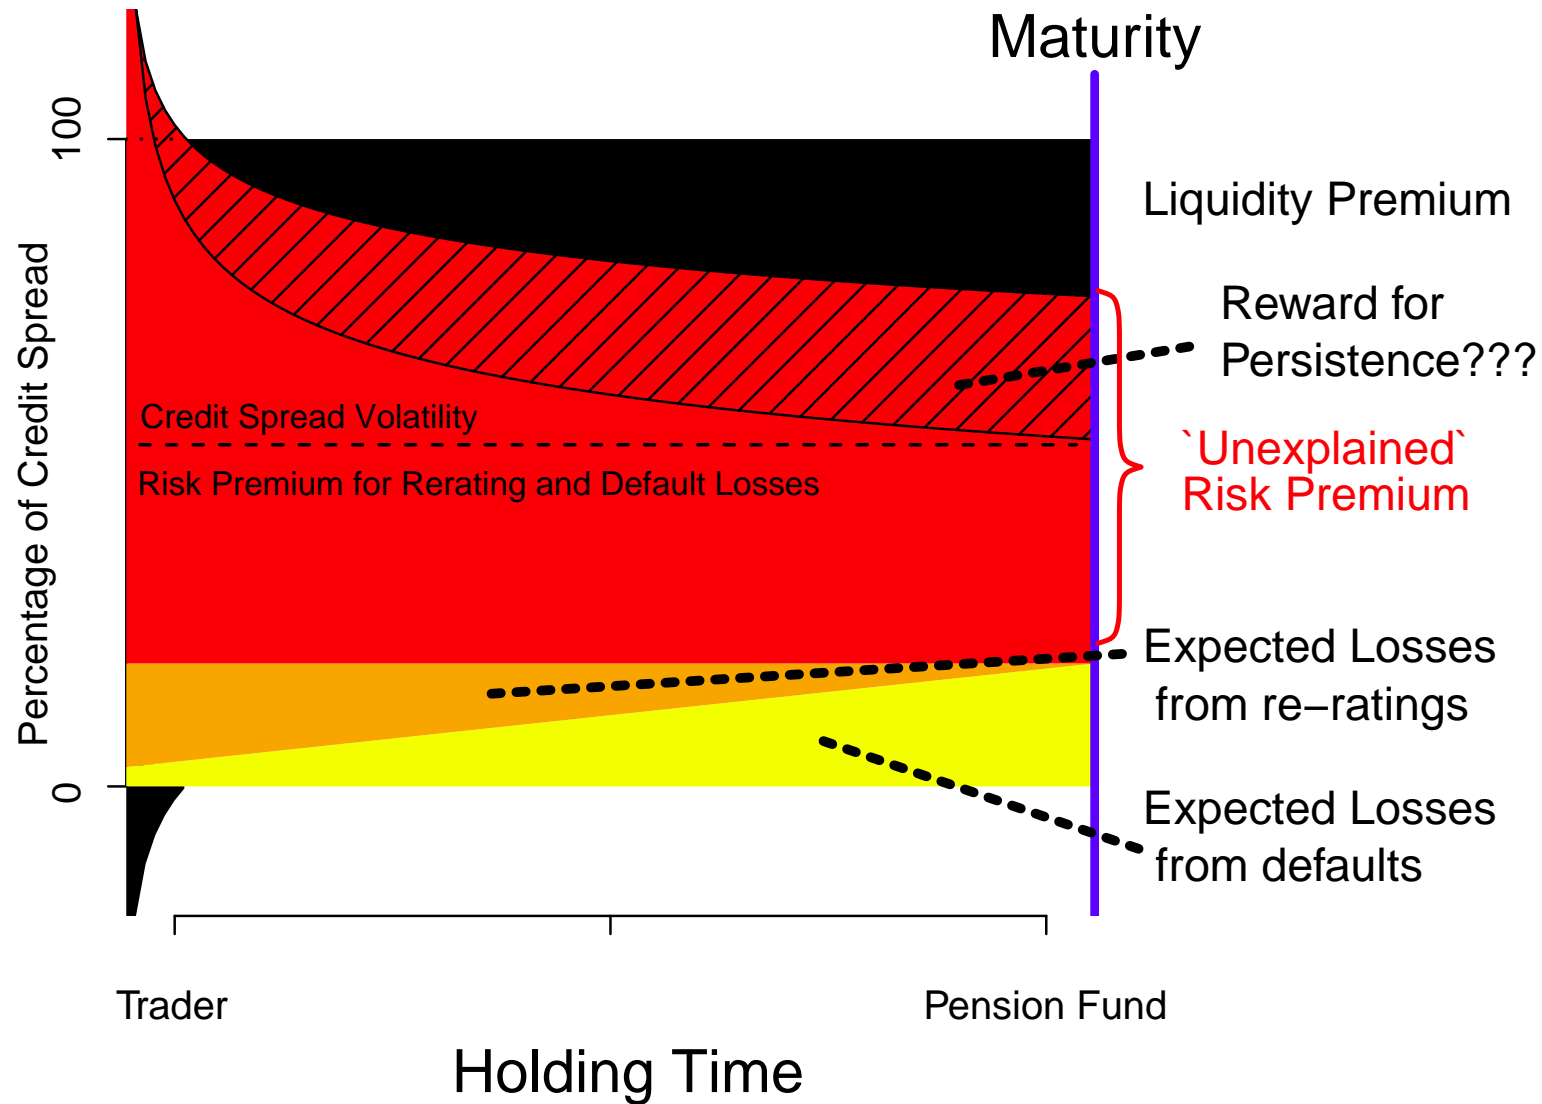 Maturity
100
Liquidity Premium
Reward for
Persistence???
Credit Spread Volatility
Risk Premium for Rerating and Default Losses
`Unexplained`
Risk Premium
Percentage of Credit Spread
Expected Losses
from re−ratings
0
Expected Losses
from defaults
Trader
Pension Fund
Holding Time